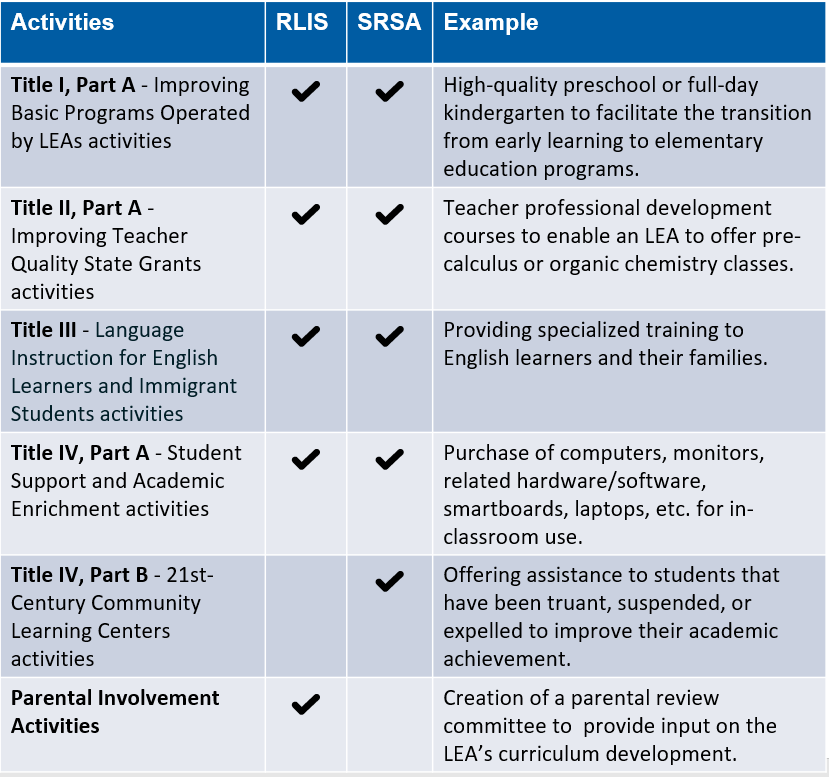 Activities RLIS SRSA Example
Title I, Part A - Improving
Basic Programs Operated
by LEAs activities
✔ ✔
High-quality preschool or full-day
kindergarten to facilitate the transition
from early learning to elementary
education programs.
Title II, Part A -
Improving Teacher
Quality State Grants
activities
✔ ✔
Teacher professional development
courses to enable an LEA to offer pre-
calculus or organic chemistry classes.
Title III - Language
Instruction for English
Learners and Immigrant
Students activities
✔ ✔
Providing specialized training to
English learners and their families.
Title IV, Part A - Student
Support and Academic
Enrichment activities
✔ ✔
Purchase of computers, monitors,
related hardware/software,
smartboards, laptops, etc. for in-
classroom use.
Title IV, Part B - 21st-
Century Community
Learning Centers
activities
✔
Offering assistance to students that
have been truant, suspended, or
expelled to improve their academic
achievement.
Parental Involvement
Activities
✔
Creation of a parental review
committee to  provide input on the
LEA’s curriculum development.